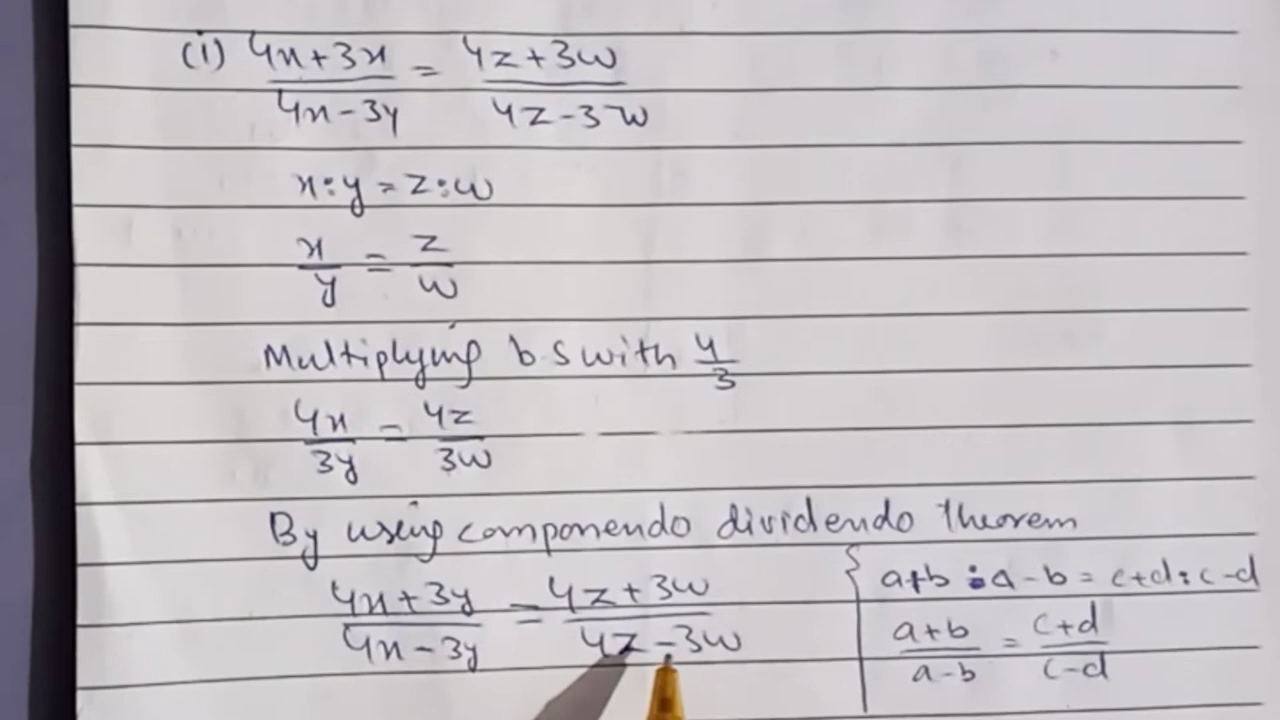 (i) 4x+3x/4x-3y = 4z+3w/4z-3w
x:y = z:w
x/y = z/w
Multiplying b.s with 4/3
4x/3y = 4z/3w
By using componendo dividendo theorem
4x+3y/4x-3y = 4z+3w/4z-3w
a+b : a-b = c+d : c-d
a+b/a-b = c+d/c-d